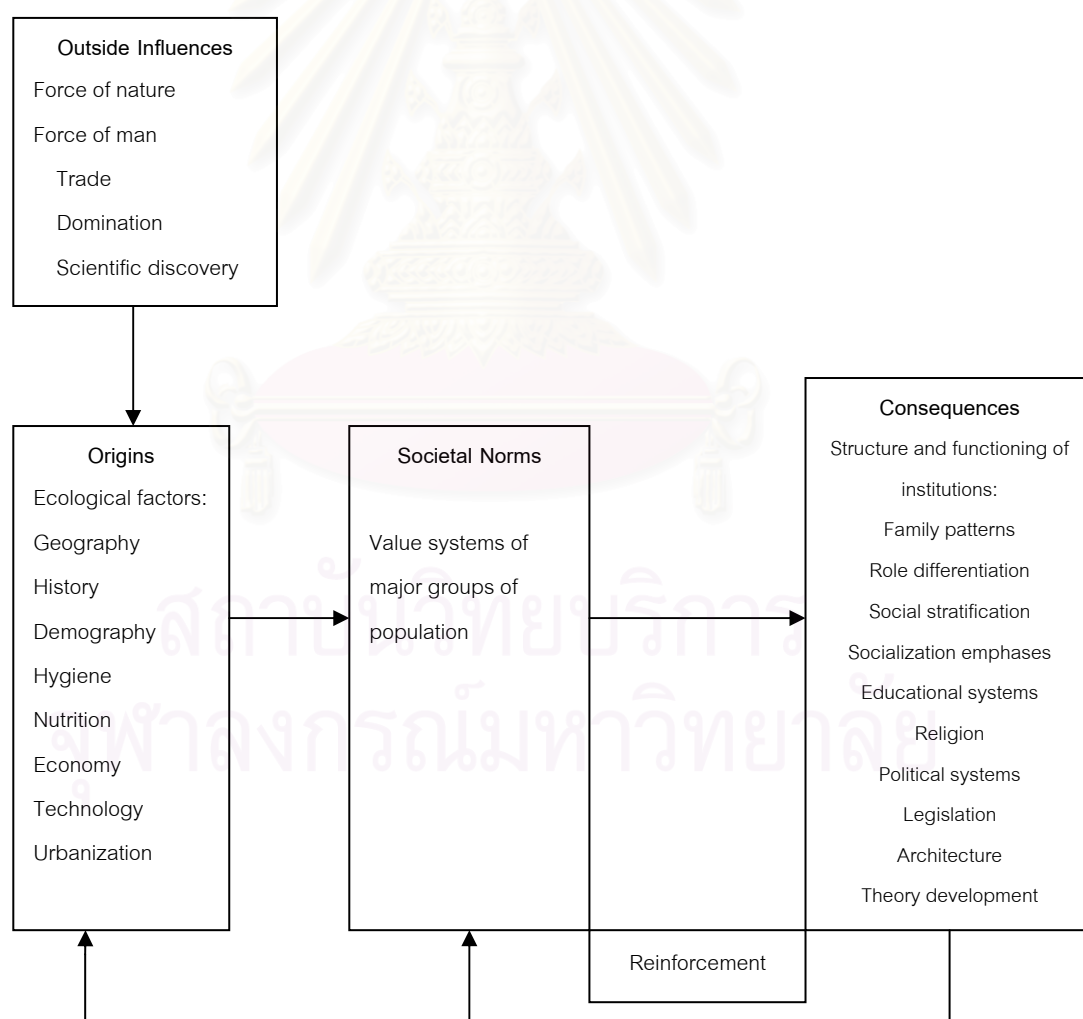 Outside Influences
Force of nature
Force of man
Trade
Domination
Scientific discovery
Origins
Ecological factors:
Geography
History
Demography
Hygiene
Nutrition
Economy
Technology
Urbanization
Societal Norms
Value systems of
major groups of
population
Consequences
Structure and functioning of
institutions:
Family patterns
Role differentiation
Social stratification
Socialization emphases
Educational systems
Religion
Political systems
Legislation
Architecture
Theory development
Reinforcement
สถาบันวิทยบริการ
จุฬาลงกรณ์มหาวิทยาลัย